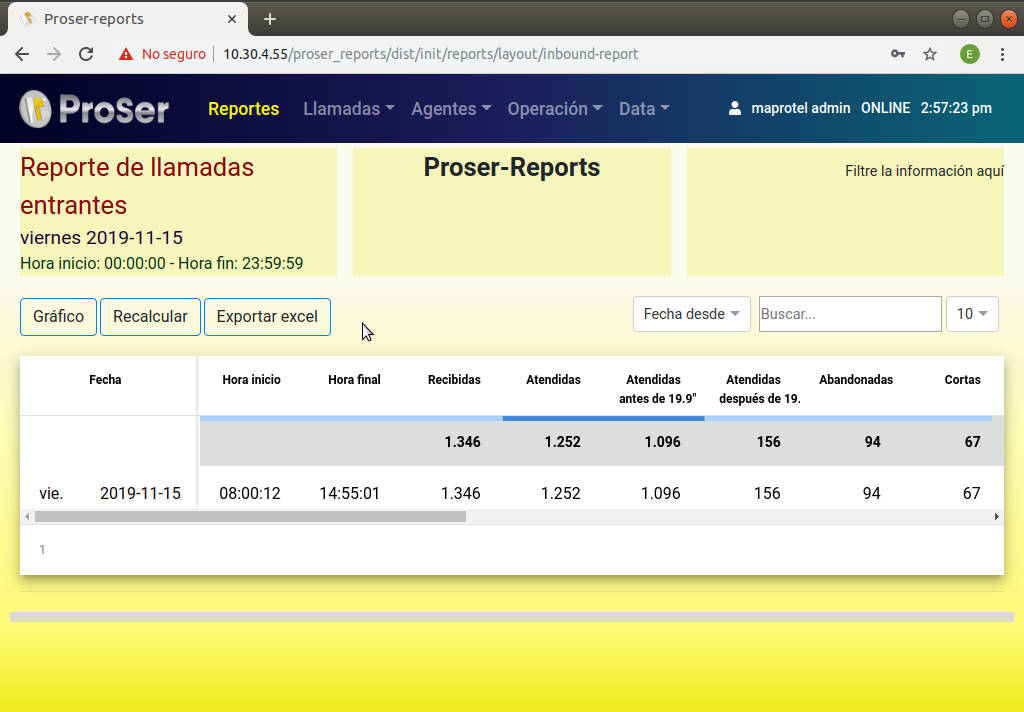 Proser-reports
No seguro
10.30.4.55/proser_reports/dist/init/reports/layout/inbound-report
E
ProSer
Reportes
Llamadas
Agentes
Operación
Data
maprotel admin ONLINE 2:57:23 pm
Reporte de llamadas
entrantes
viernes 2019-11-15
Hora inicio: 00:00:00 - Hora fin: 23:59:59
Proser-Reports
Filtre la información aquí
Gráfico
Recalcular
Exportar excel
Fecha desde
Buscar...
10
Fecha Hora inicio Hora final Recibidas Atendidas Atendidas Atendidas Abandonadas Cortas
antes de 19.9" después de 19.
1.346 1.252 1.096 156 94 67
vie. 2019-11-15 08:00:12 14:55:01 1.346 1.252 1.096 156 94 67
1